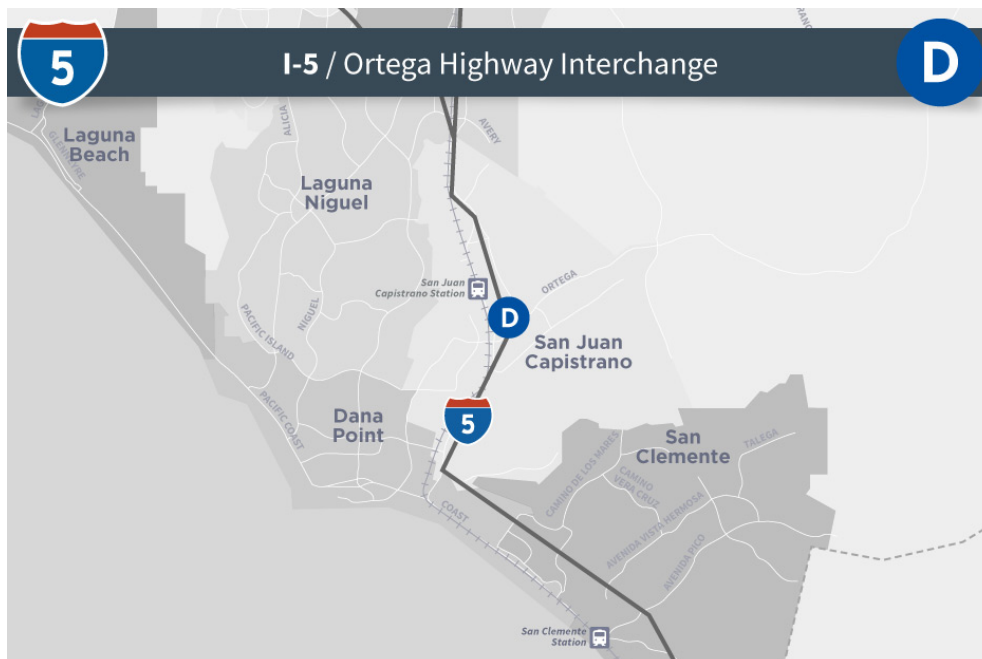 5
I-5 / Ortega Highway Interchange
D
Laguna
Beach
GLENNEYRE
ALICIA
AVERY
Laguna
Niguel
San Juan
Capistrano Station
ORTEGA
D
NIGUEL
PACIFIC ISLAND
San Juan
Capistrano
PACIFIC COAST
Dana
Point
5
San
Clemente
TALEGA
CAMINO DE LOS MARES
CAMINO
VERA CRUZ
COAST
AVENIDA VISTA HERMOSA
AVENIDA PICO
San Clemente
Station